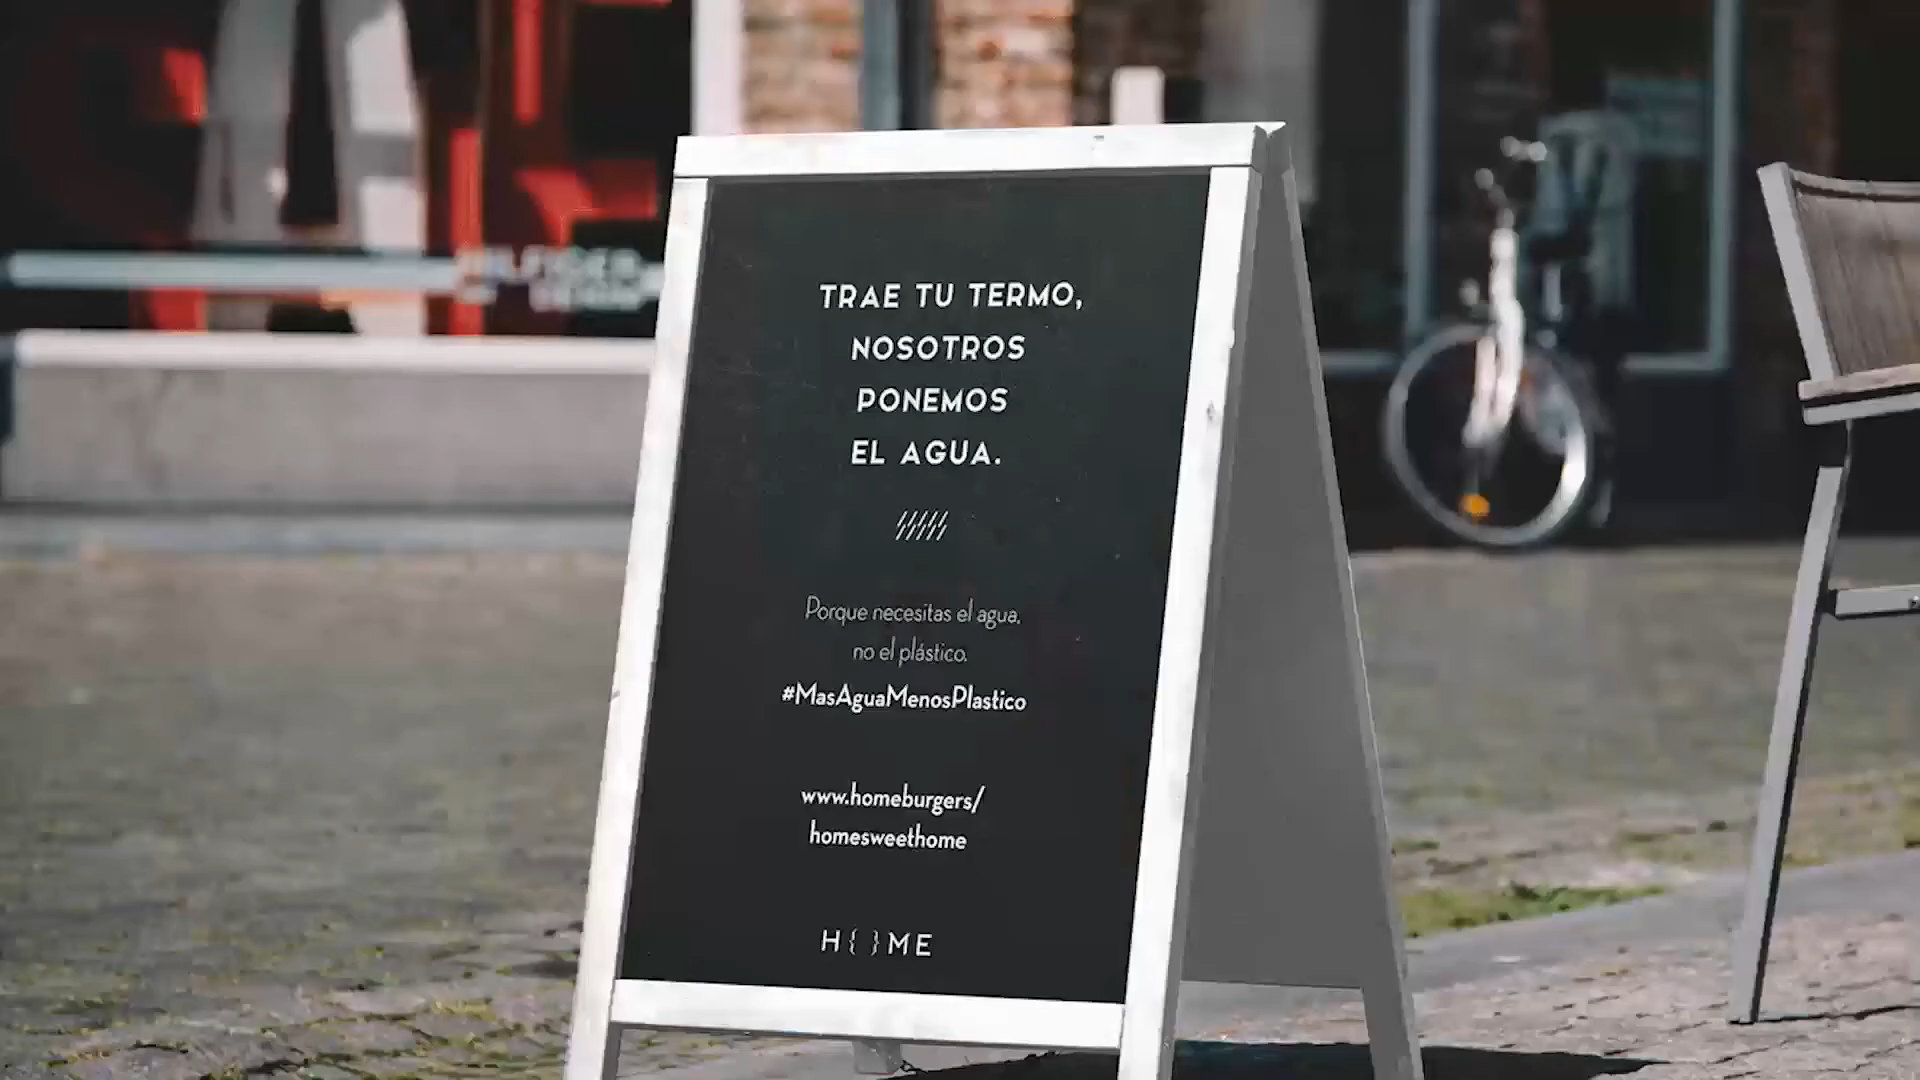 TRAE TU TERMO,
NOSOTROS
PONEMOS
EL AGUA.
Porque necesitas el agua,
no el plástico.
#MasAguaMenosPlastico
www.homeburgers/
homesweethome
H{ }ME